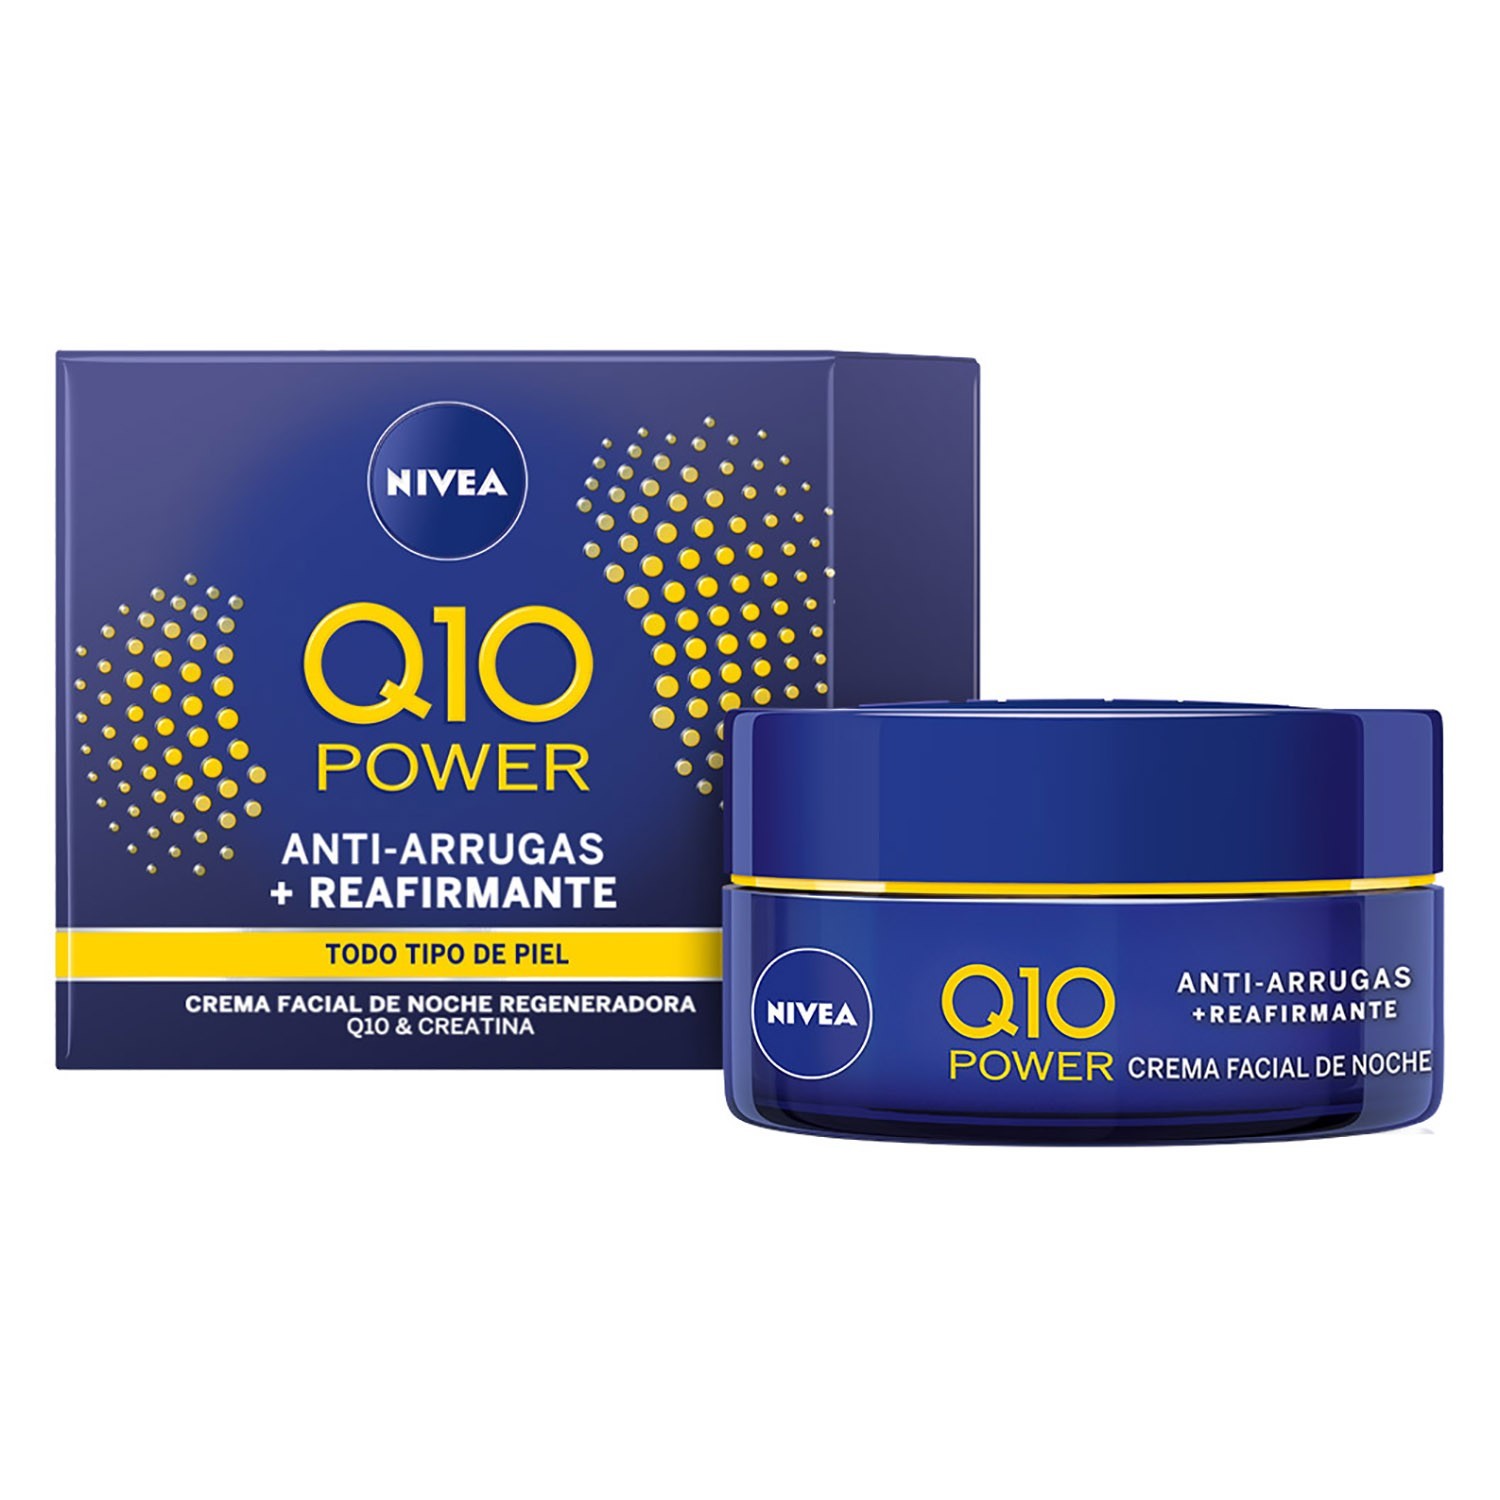 NIVEA
Q10
POWER
ANTI-ARRUGAS
+ REAFIRMANTE
TODO TIPO DE PIEL
CREMA FACIAL DE NOCHE REGENERADORA
Q10 & CREATINA
NIVEA
Q10
POWER
ANTI-ARRUGAS
+REAFIRMANTE
CREMA FACIAL DE NOCHE